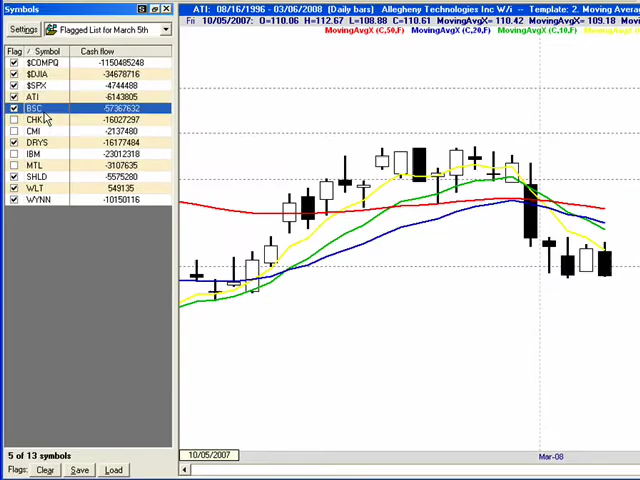 Symbols
Settings Flagged List for March 5th
Flag / Symbol Cash flow
$COMPQ -1150485248
$DJIA -34678716
$SPX -4744488
ATI -6143805
BSC -57367632
CHK -16027297
CMI -2137480
DRYS -16177484
IBM -23012318
MTL -3107635
SHLD -5575280
WLT 549135
WYNN -10150116
5 of 13 symbols
Flags: Clear Save Load
ATI: 08/16/1996 - 03/06/2008 (Daily bars) Allegheny Technologies Inc W/i -- Template: 2. Moving Avera
Fri 10/05/2007: O=110.06 H=112.67 L=108.88 C=110.61 MovingAvgX= 110.42 MovingAvgX= 109.18 Moving
MovingAvgX (C,50,F) MovingAvgX (C,20,F) MovingAvgX (C,10,F) Movi
10/05/2007
Mar-08